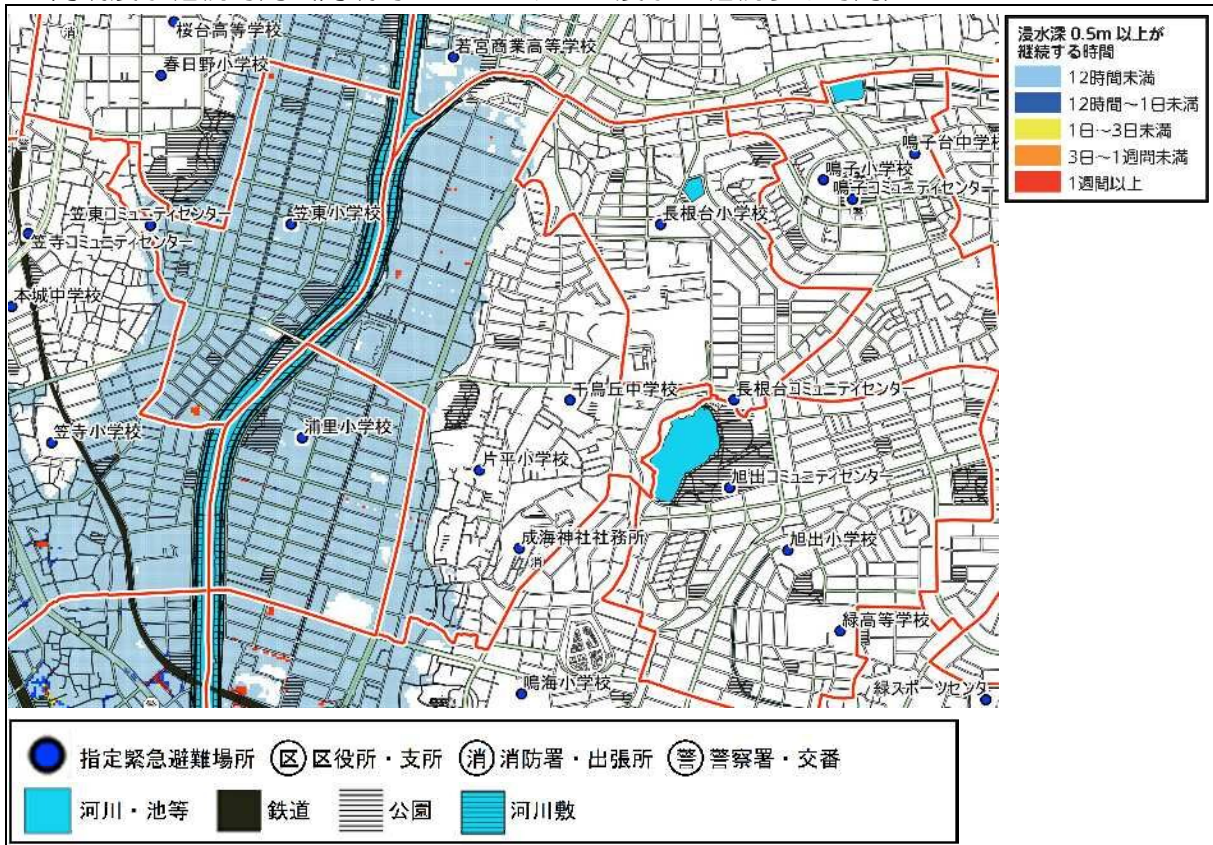 消
桜台高等学校
若宮商業高等学校
春日野小学校
鳴子台中学校
鳴子小学校
鳴子コミュニティセンター
警
警
笠東コミュニティセンター
笠東小学校
長根台小学校
笠寺コミュニティセンター
本城中学校
千鳥丘中学校
長根台コミュニティセンター
笠寺小学校
浦里小学校
片平小学校
旭出コミュニティセンター
成海神社社務所
消
旭出小学校
緑高等学校
鳴海小学校
緑スポーツセンター
警
浸水深0.5m以上が
継続する時間
12時間未満
12時間～1日未満
1日～3日未満
3日～1週間未満
1週間以上
指定緊急避難場所 区 区役所・支所 消 消防署・出張所 警 警察署・交番
河川・池等 鉄道 公園 河川敷